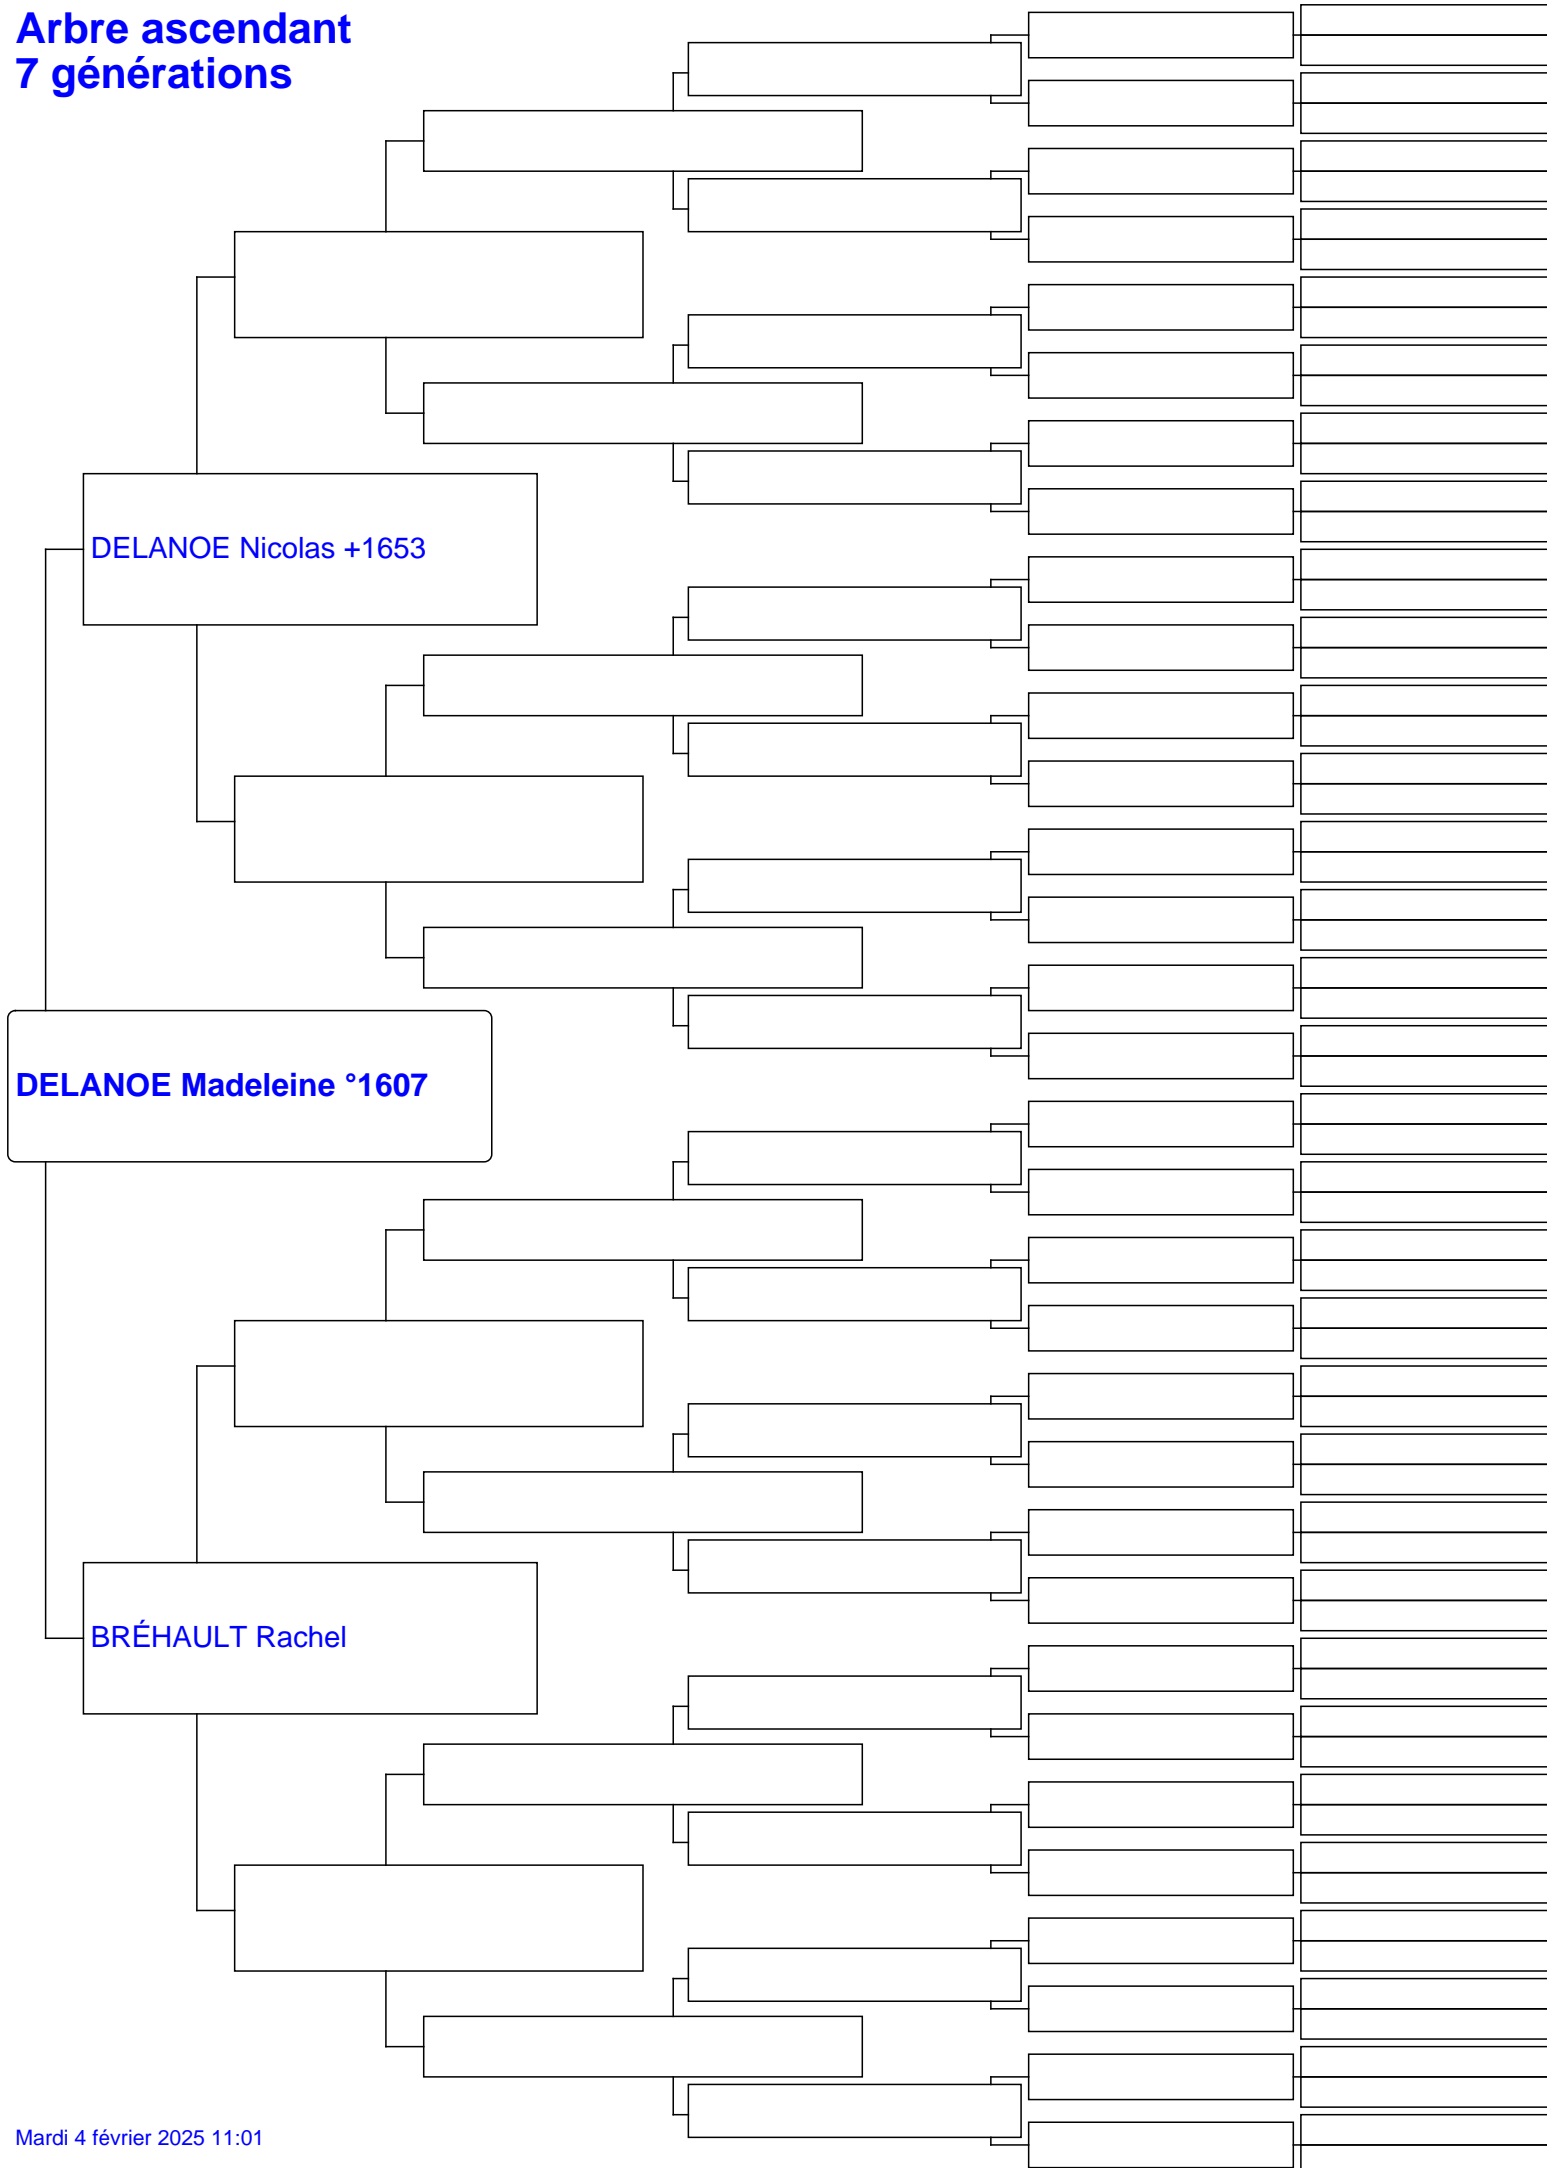 Arbre ascendant
7 générations
DELANOE Nicolas +1653
DELANOE Madeleine °1607
BRÉHAULT Rachel
Mardi 4 février 2025 11:01